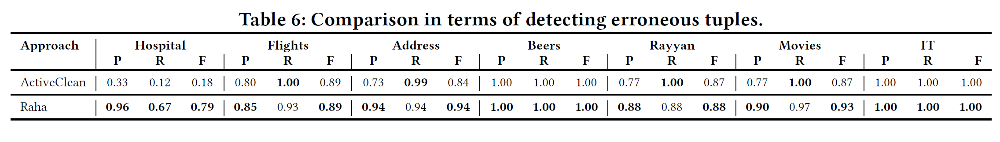 Table 6: Comparison in terms of detecting erroneous tuples.
Approach Hospital Flights Address Beers Rayyan Movies IT
P R F P R F P R F P R F P R F P R F P R F
ActiveClean 0.33 0.12 0.18 0.80 1.00 0.89 0.73 0.99 0.84 1.00 1.00 1.00 0.77 1.00 0.87 0.77 1.00 0.87 1.00 1.00 1.00
Raha 0.96 0.67 0.79 0.85 0.93 0.89 0.94 0.94 0.94 1.00 1.00 1.00 0.88 0.88 0.88 0.90 0.97 0.93 1.00 1.00 1.00